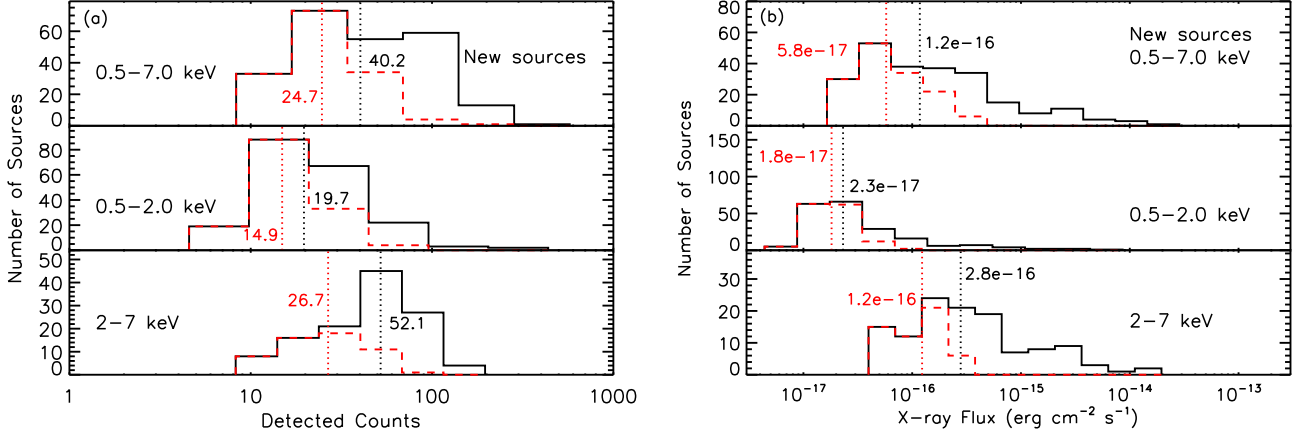 (a)
New sources
0.5−7.0 keV
40.2
24.7
60
40
20
0
0.5−2.0 keV
19.7
14.9
80
60
40
20
0
2−7 keV
26.7
52.1
50
40
30
20
10
0
Number of Sources
1 10 100 1000
Detected Counts
(b)
New sources
0.5−7.0 keV
5.8e−17
1.2e−16
80
60
40
20
0
1.8e−17
2.3e−17
0.5−2.0 keV
150
100
50
0
2.8e−16
1.2e−16
2−7 keV
30
20
10
0
Number of Sources
10⁻¹⁷ 10⁻¹⁶ 10⁻¹⁵ 10⁻¹⁴ 10⁻¹³
X−ray Flux (erg cm⁻² s⁻¹)